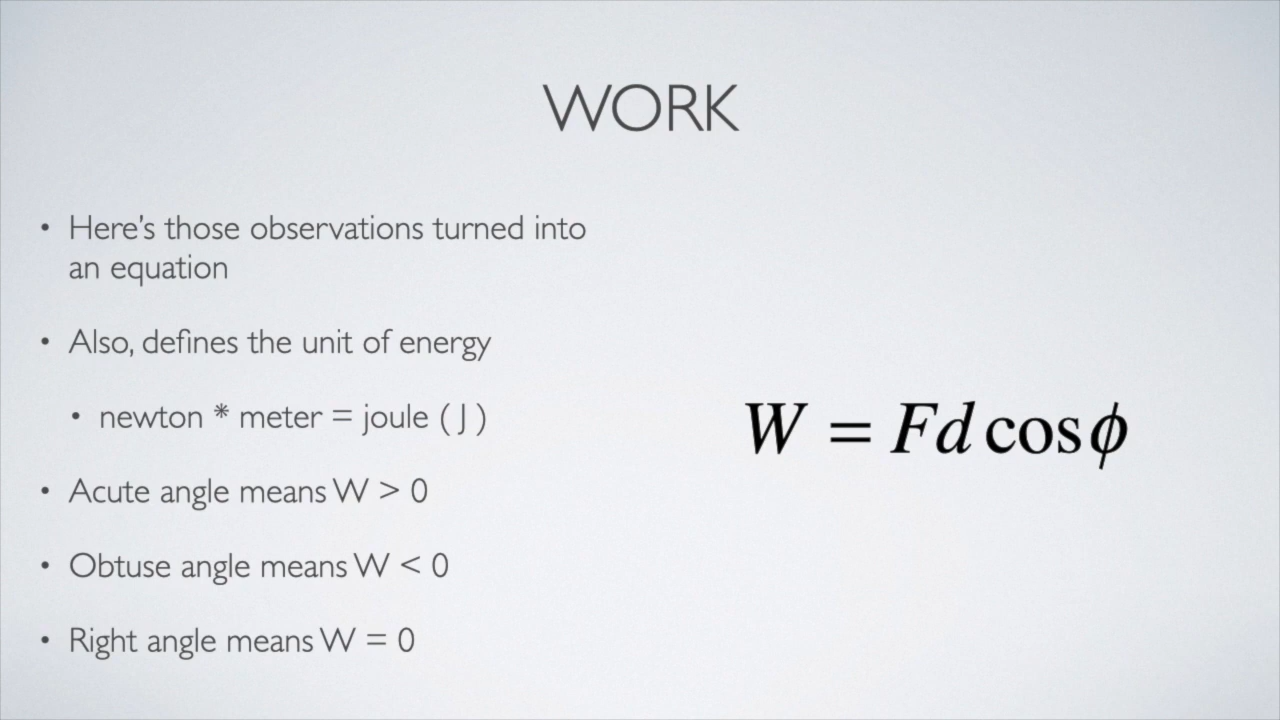 WORK
• Here's those observations turned into
an equation
• Also, defines the unit of energy
• newton * meter = joule ( J )
• Acute angle means W > 0
• Obtuse angle means W < 0
• Right angle means W = 0
W = Fd cosϕ